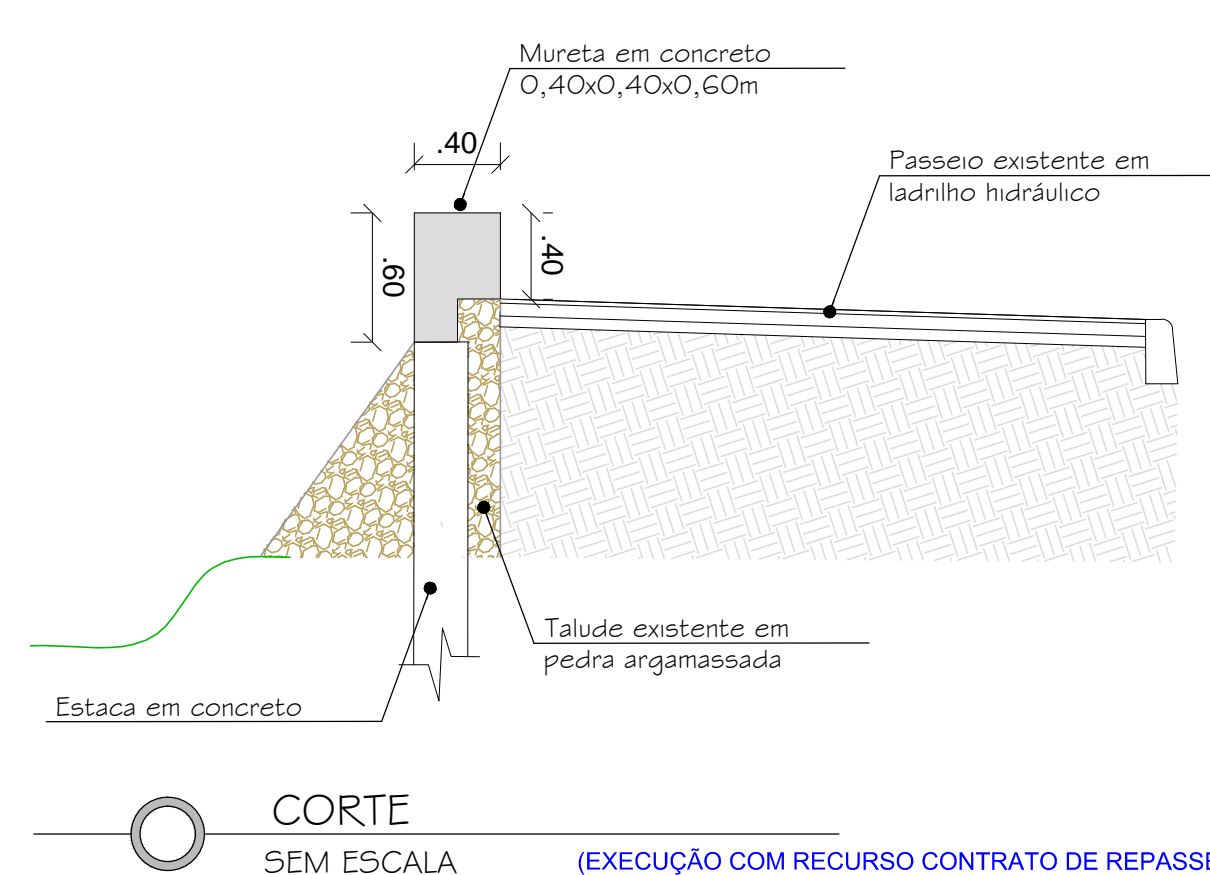 Mureta em concreto
0,40x0,40x0,60m
.40
Passeio existente em
ladrilho hidráulico
.60
.40
Talude existente em
pedra argamassada
Estaca em concreto
CORTE
SEM ESCALA
(EXECUÇÃO COM RECURSO CONTRATO DE REPASSE